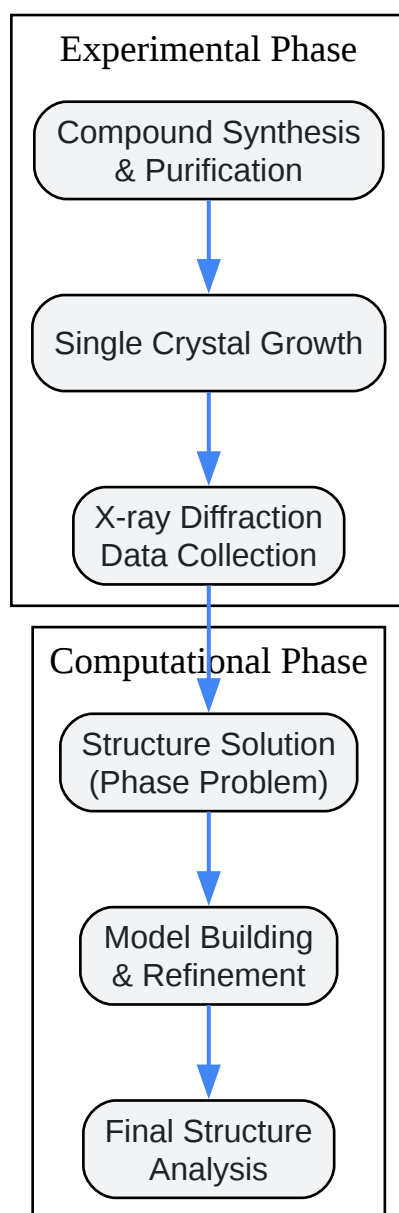 Experimental Phase
Compound Synthesis
& Purification
Single Crystal Growth
X-ray Diffraction
Data Collection
Computational Phase
Structure Solution
(Phase Problem)
Model Building
& Refinement
Final Structure
Analysis